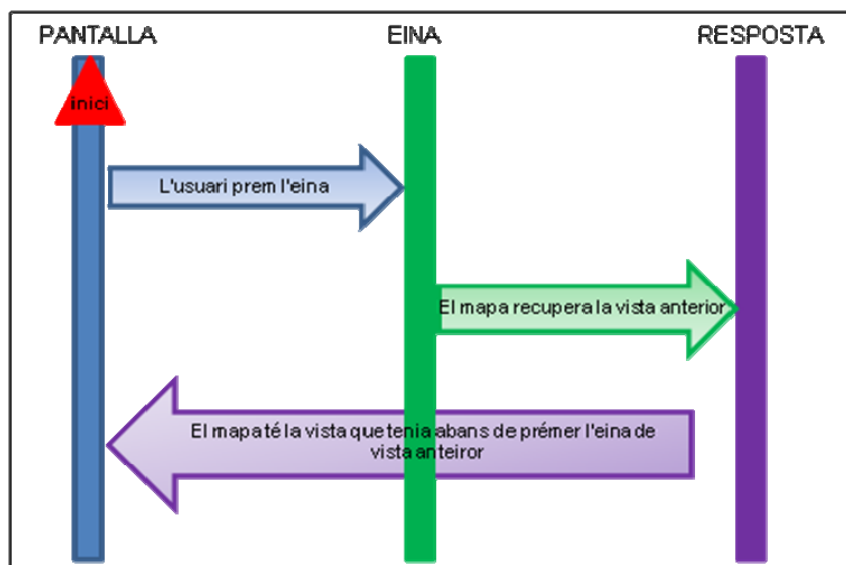 PANTALLA EINA RESPOSTA
inici
L'usuari prem l'eina
El mapa recupera la vista anterior
El mapa té la vista que tenia abans de prémer l'eina de
vista anteiror